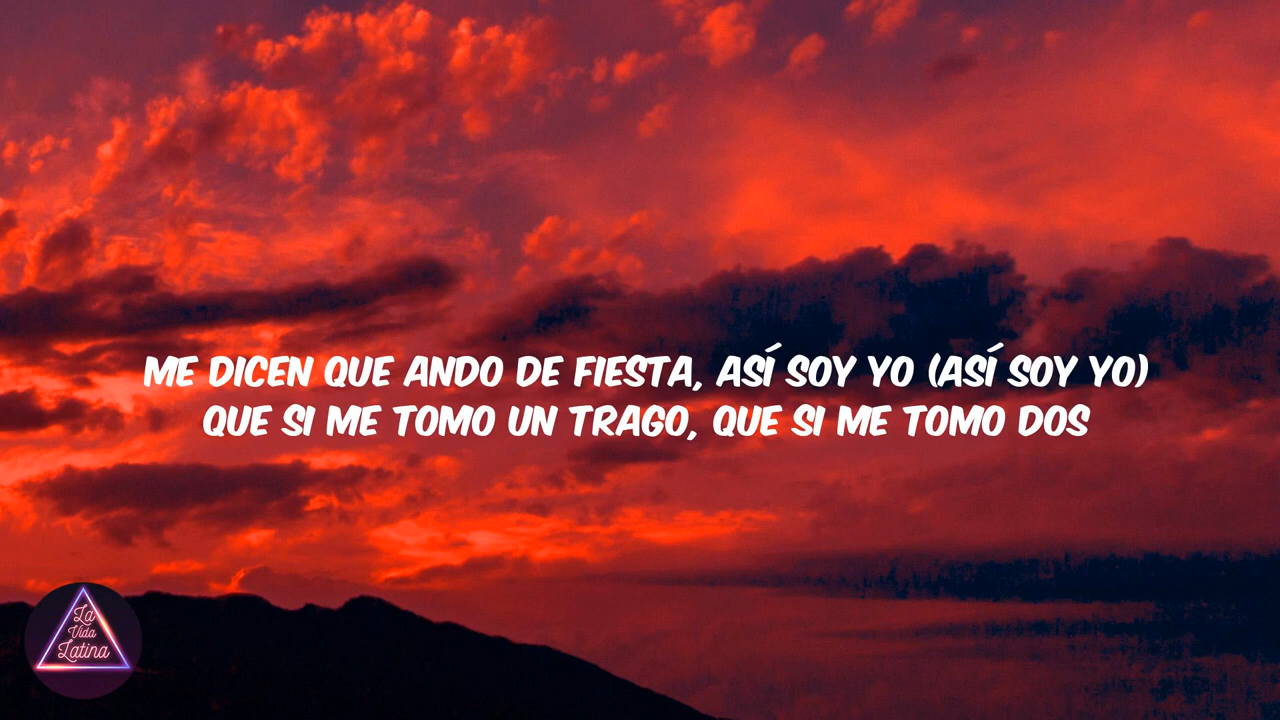 ME DICEN QUE ANDO DE FIESTA, ASÍ SOY YO (ASÍ SOY YO)
QUE SI ME TOMO UN TRAGO, QUE SI ME TOMO DOS
La
Vida
Latina